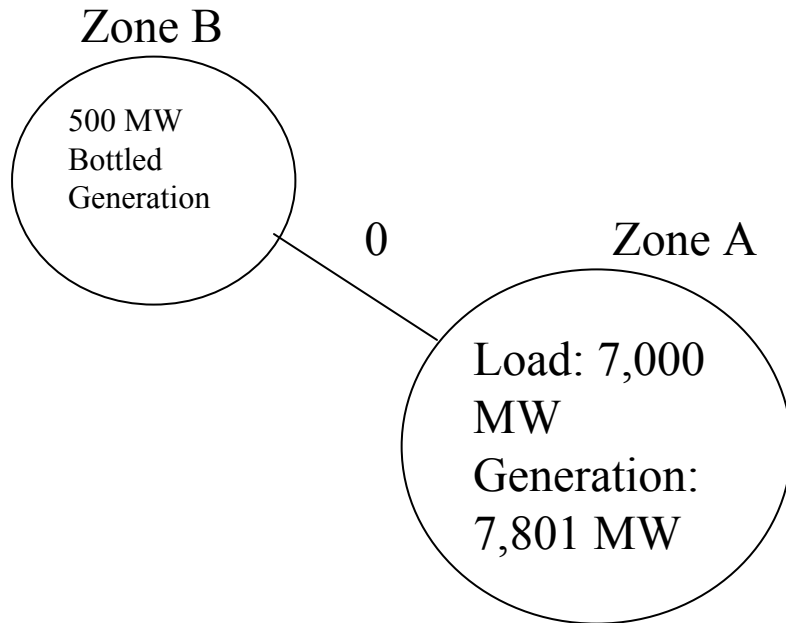 Zone B
500 MW
Bottled
Generation
0
Zone A
Load: 7,000
MW
Generation:
7,801 MW